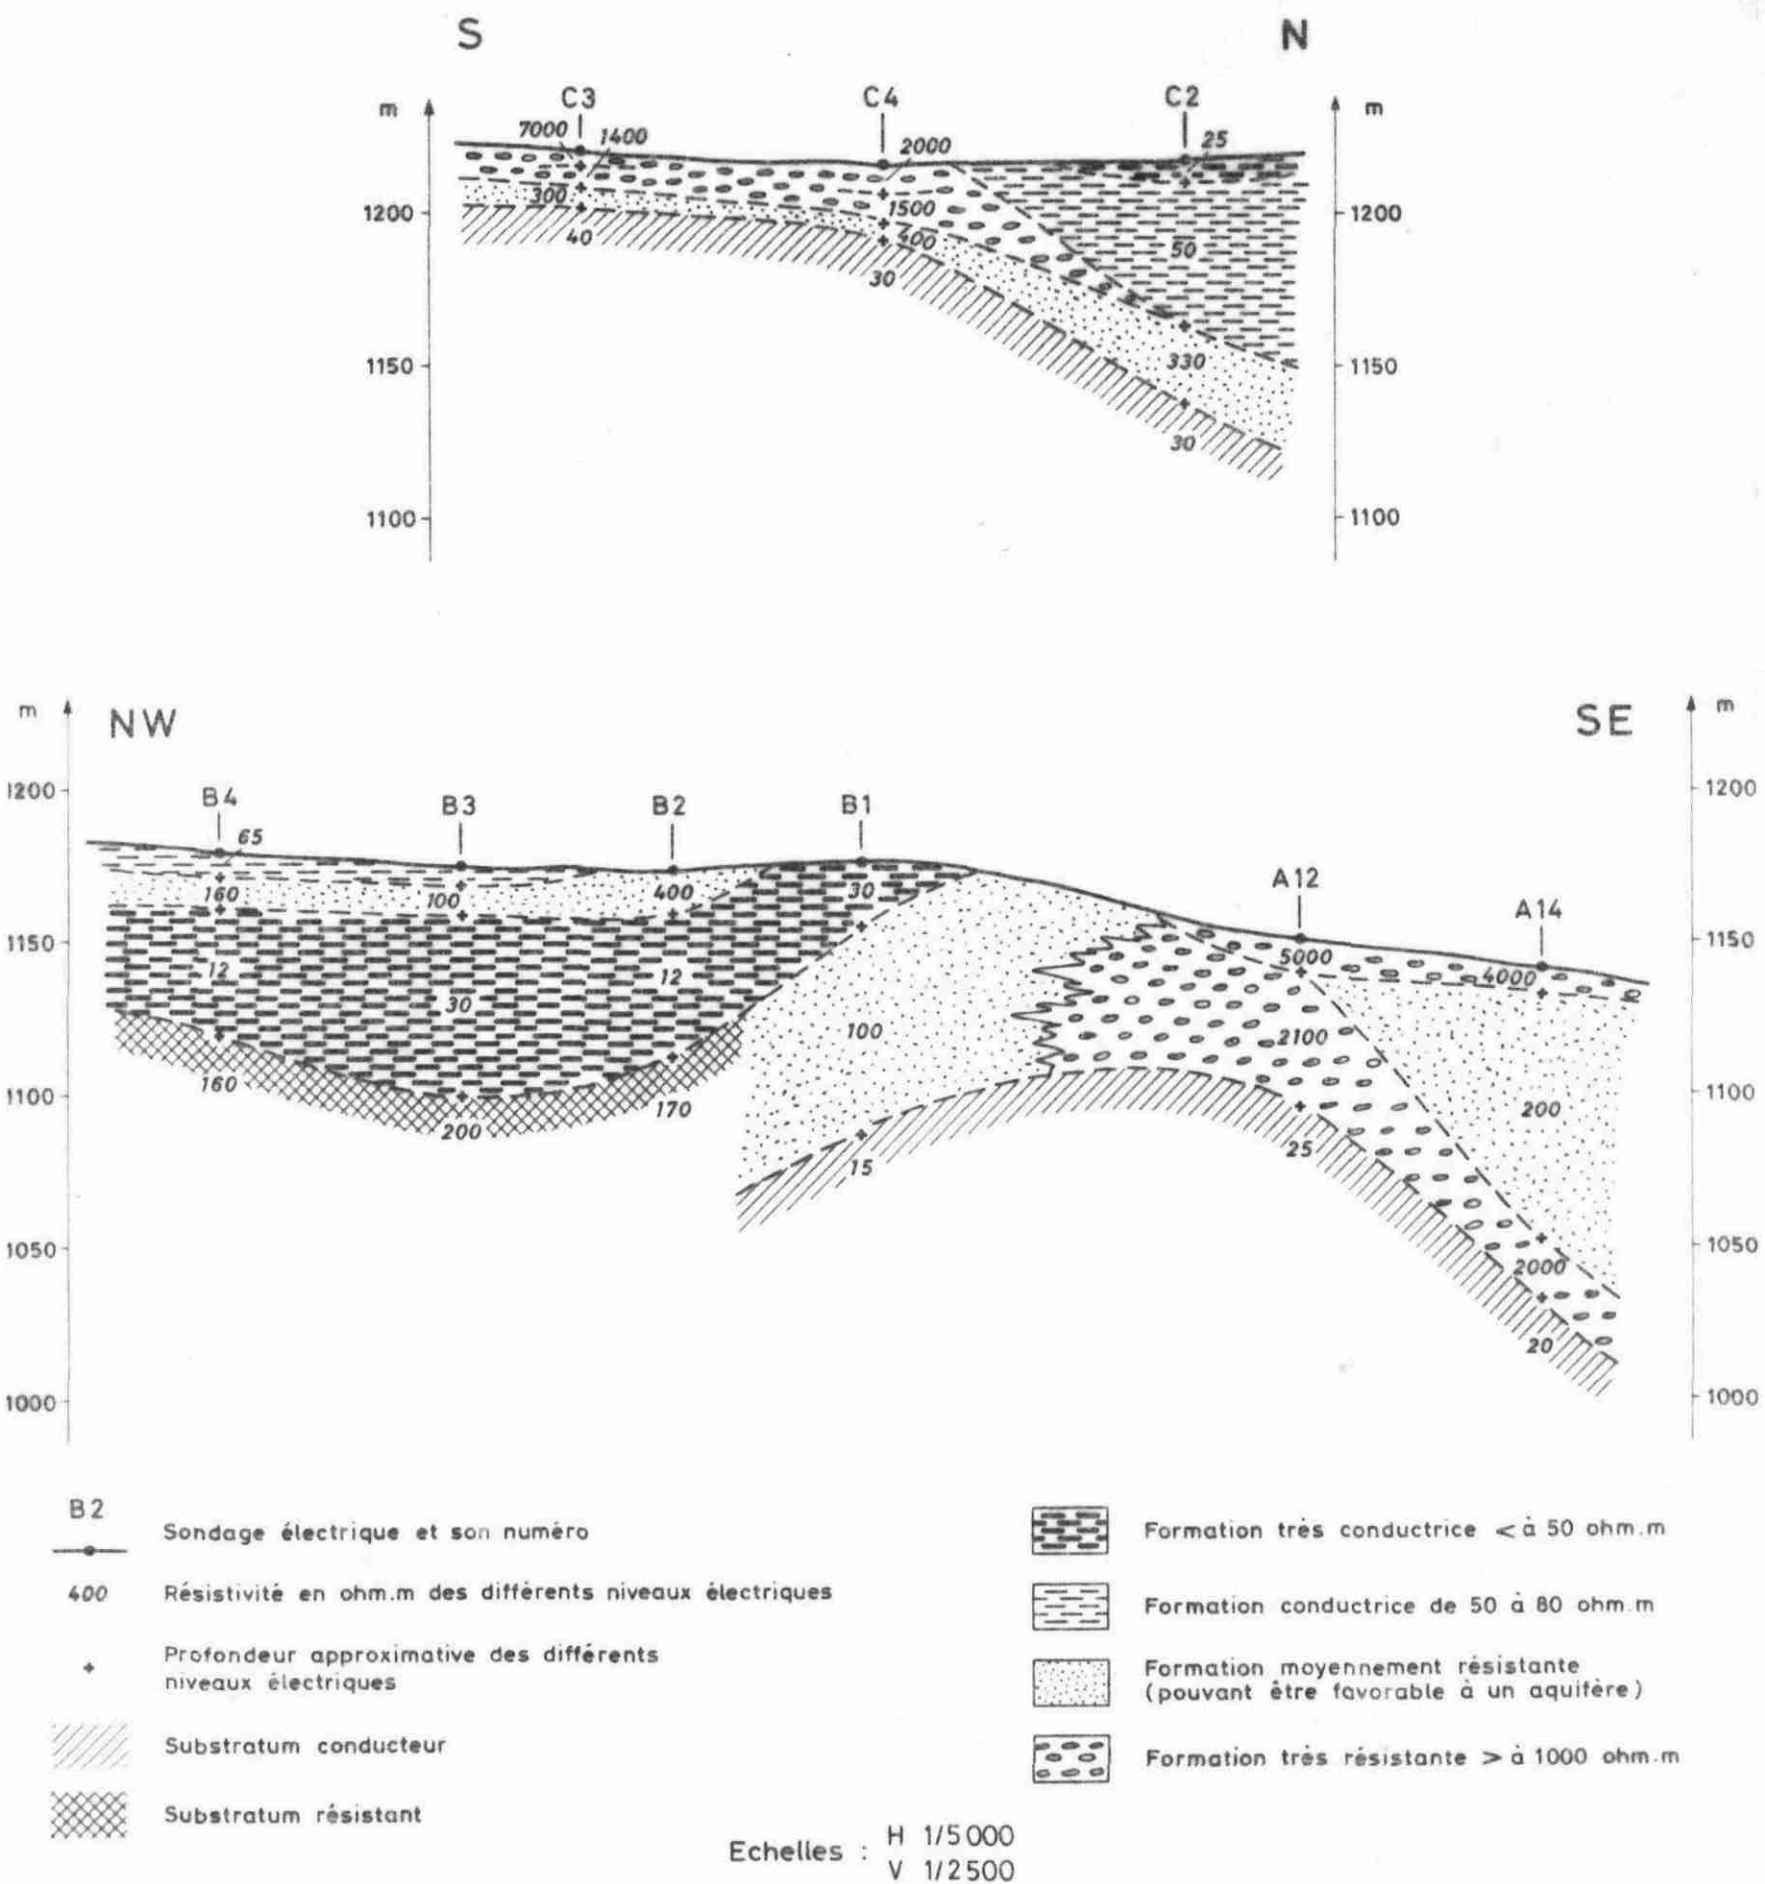 S N
m C3 C4 C2 m
7000 1400 2000 25
300 1500
1200 40 400 50 1200
30
1150 330 1150
30
1100 1100
m NW SE m
1200 B4 B3 B2 B1 1200
65 A12
160 100 400 30 A14
1150 5000 4000 1150
12 30 12
100 2100
1100 160 200 170 200 1100
15 25
1050 2000 1050
20
1000 1000
B2
Sondage électrique et son numéro
400 Résistivité en ohm.m des différents niveaux électriques
Profondeur approximative des différents
niveaux électriques
Substratum conducteur
Substratum résistant
Formation très conductrice < à 50 ohm.m
Formation conductrice de 50 à 80 ohm.m
Formation moyennement résistante
(pouvant être favorable à un aquifère)
Formation très résistante > à 1000 ohm.m
Echelles : H 1/5000
V 1/2500